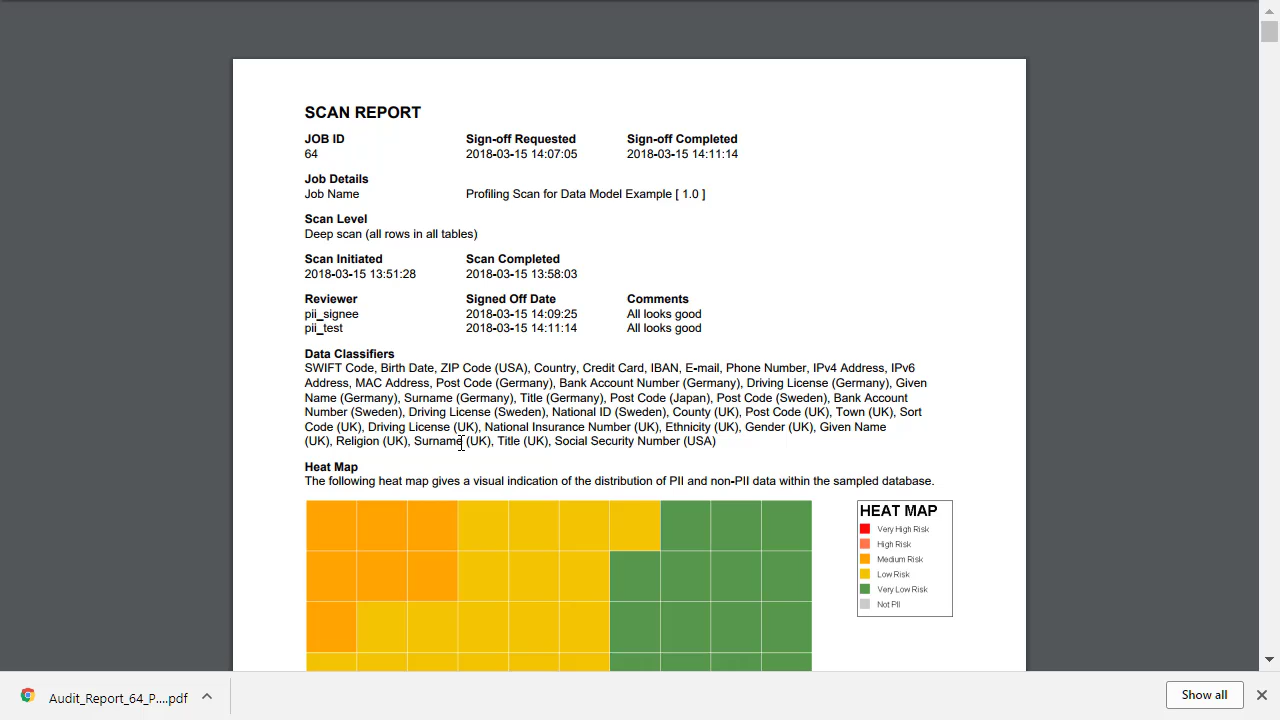 SCAN REPORT
JOB ID Sign-off Requested Sign-off Completed
64 2018-03-15 14:07:05 2018-03-15 14:11:14
Job Details
Job Name Profiling Scan for Data Model Example [ 1.0 ]
Scan Level
Deep scan (all rows in all tables)
Scan Initiated Scan Completed
2018-03-15 13:51:28 2018-03-15 13:58:03
Reviewer Signed Off Date Comments
pii_signee 2018-03-15 14:09:25 All looks good
pii_test 2018-03-15 14:11:14 All looks good
Data Classifiers
SWIFT Code, Birth Date, ZIP Code (USA), Country, Credit Card, IBAN, E-mail, Phone Number, IPv4 Address, IPv6
Address, MAC Address, Post Code (Germany), Bank Account Number (Germany), Driving License (Germany), Given
Name (Germany), Surname (Germany), Title (Germany), Post Code (Japan), Post Code (Sweden), Bank Account
Number (Sweden), Driving License (Sweden), National ID (Sweden), County (UK), Post Code (UK), Town (UK), Sort
Code (UK), Driving License (UK), National Insurance Number (UK), Ethnicity (UK), Gender (UK), Given Name
(UK), Religion (UK), Surname (UK), Title (UK), Social Security Number (USA)
Heat Map
The following heat map gives a visual indication of the distribution of PII and non-PII data within the sampled database.
HEAT MAP
Very High Risk
High Risk
Medium Risk
Low Risk
Very Low Risk
Not PII
Audit_Report_64_P....pdf
Show all